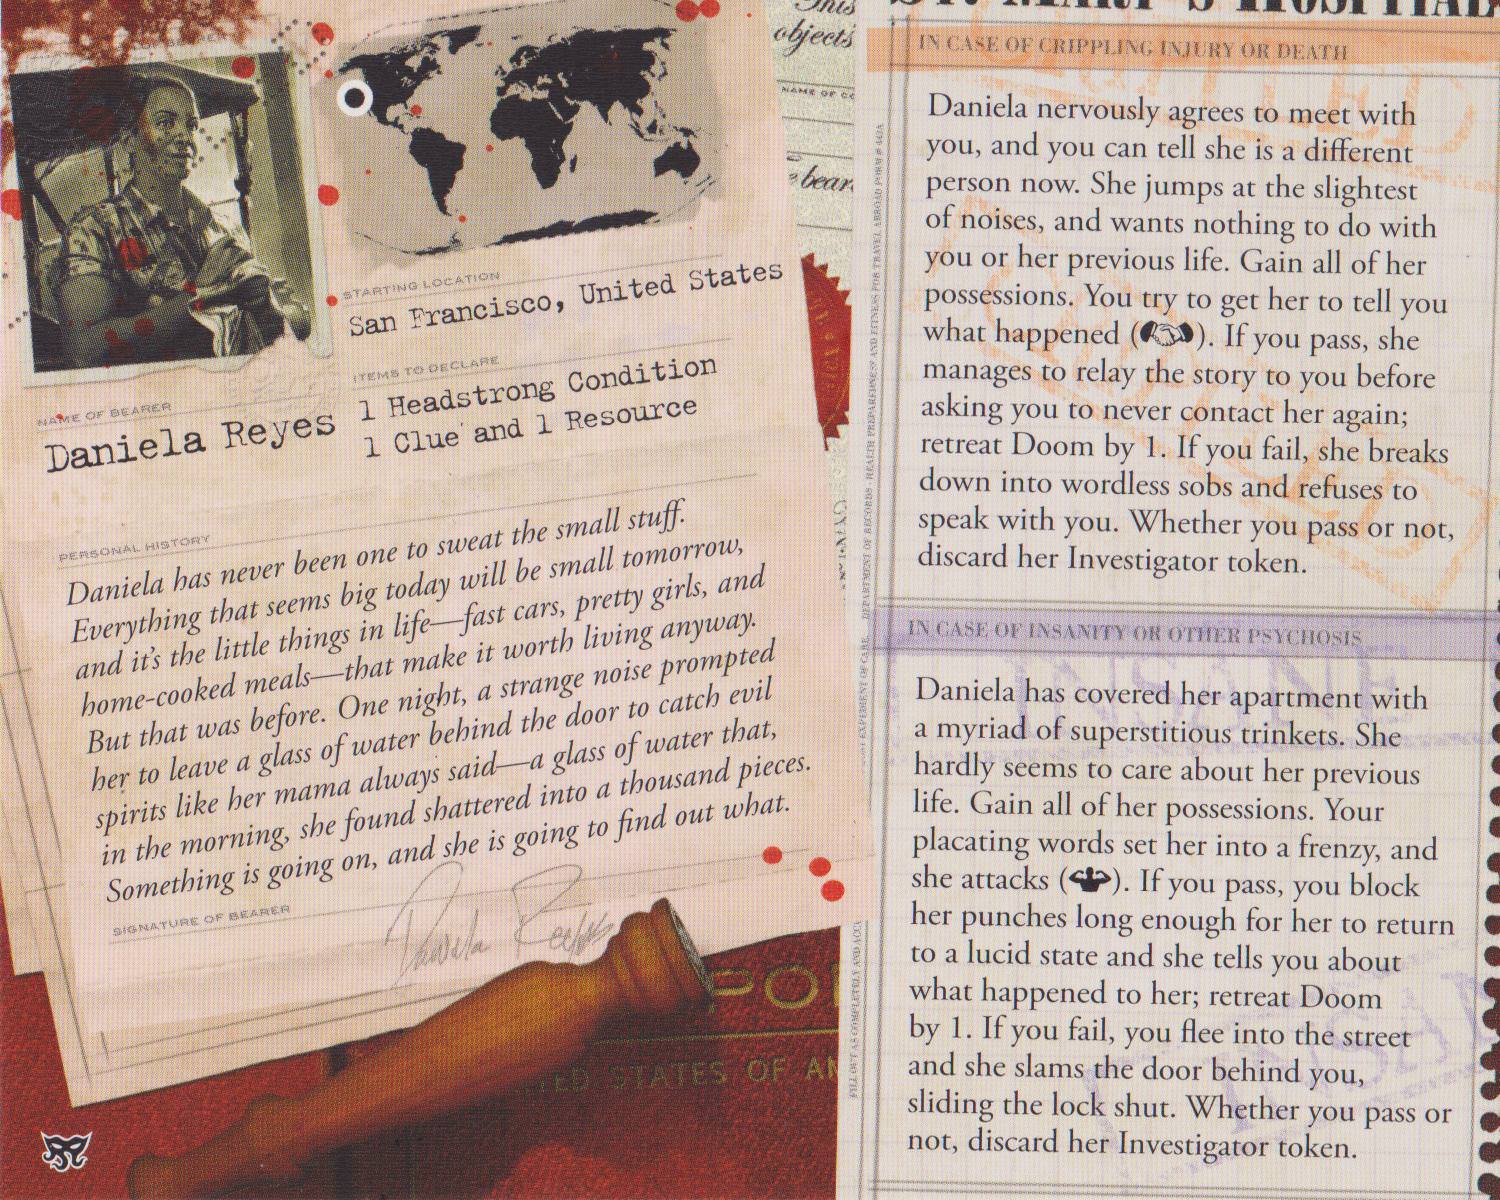 STARTING LOCATION
San Francisco, United States
ITEMS TO DECLARE
1 Headstrong Condition
1 Clue and 1 Resource
NAME OF BEARER
Daniela Reyes
PERSONAL HISTORY
Daniela has never been one to sweat the small stuff.
Everything that seems big today will be small tomorrow,
and it's the little things in life—fast cars, pretty girls, and
home-cooked meals—that make it worth living anyway.
But that was before. One night, a strange noise prompted
her to leave a glass of water behind the door to catch evil
spirits like her mama always said—a glass of water that,
in the morning, she found shattered into a thousand pieces.
Something is going on, and she is going to find out what.
SIGNATURE OF BEARER
Daniela Reyes
STATES OF
This
objects
NAME OF
ST. MARY'S HOSPITAL
IN CASE OF CRIPPLING INJURY OR DEATH
Daniela nervously agrees to meet with
you, and you can tell she is a different
person now. She jumps at the slightest
of noises, and wants nothing to do with
you or her previous life. Gain all of her
possessions. You try to get her to tell you
what happened ( ). If you pass, she
manages to relay the story to you before
asking you to never contact her again;
retreat Doom by 1. If you fail, she breaks
down into wordless sobs and refuses to
speak with you. Whether you pass or not,
discard her Investigator token.
IN CASE OF INSANITY OR OTHER PSYCHOSIS
Daniela has covered her apartment with
a myriad of superstitious trinkets. She
hardly seems to care about her previous
life. Gain all of her possessions. Your
placating words set her into a frenzy, and
she attacks ( ). If you pass, you block
her punches long enough for her to return
to a lucid state and she tells you about
what happened to her; retreat Doom
by 1. If you fail, you flee into the street
and she slams the door behind you,
sliding the lock shut. Whether you pass or
not, discard her Investigator token.